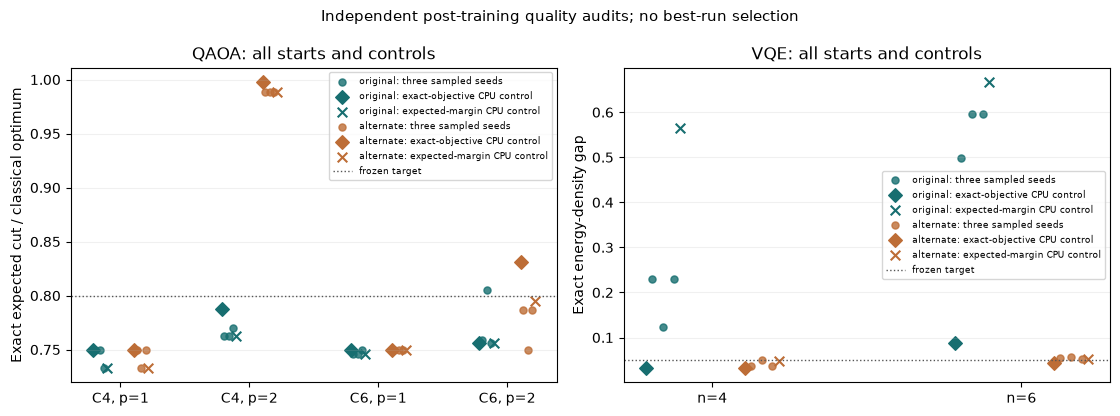 Independent post-training quality audits; no best-run selection
QAOA: all starts and controls
Exact expected cut / classical optimum
1.00
0.95
0.90
0.85
0.80
0.75
C4, p=1
C4, p=2
C6, p=1
C6, p=2
original: three sampled seeds
original: exact-objective CPU control
original: expected-margin CPU control
alternate: three sampled seeds
alternate: exact-objective CPU control
alternate: expected-margin CPU control
frozen target
VQE: all starts and controls
Exact energy-density gap
0.6
0.5
0.4
0.3
0.2
0.1
n=4
n=6
original: three sampled seeds
original: exact-objective CPU control
original: expected-margin CPU control
alternate: three sampled seeds
alternate: exact-objective CPU control
alternate: expected-margin CPU control
frozen target